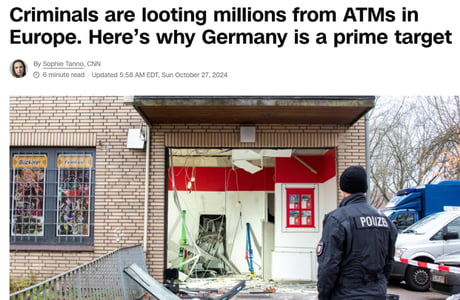 Criminals are looting millions from ATMs in
Europe. Here’s why Germany is a prime target
By Sophie Tanno, CNN
6 minute read · Updated 5:58 AM EDT, Sun October 27, 2024
POLIZEI